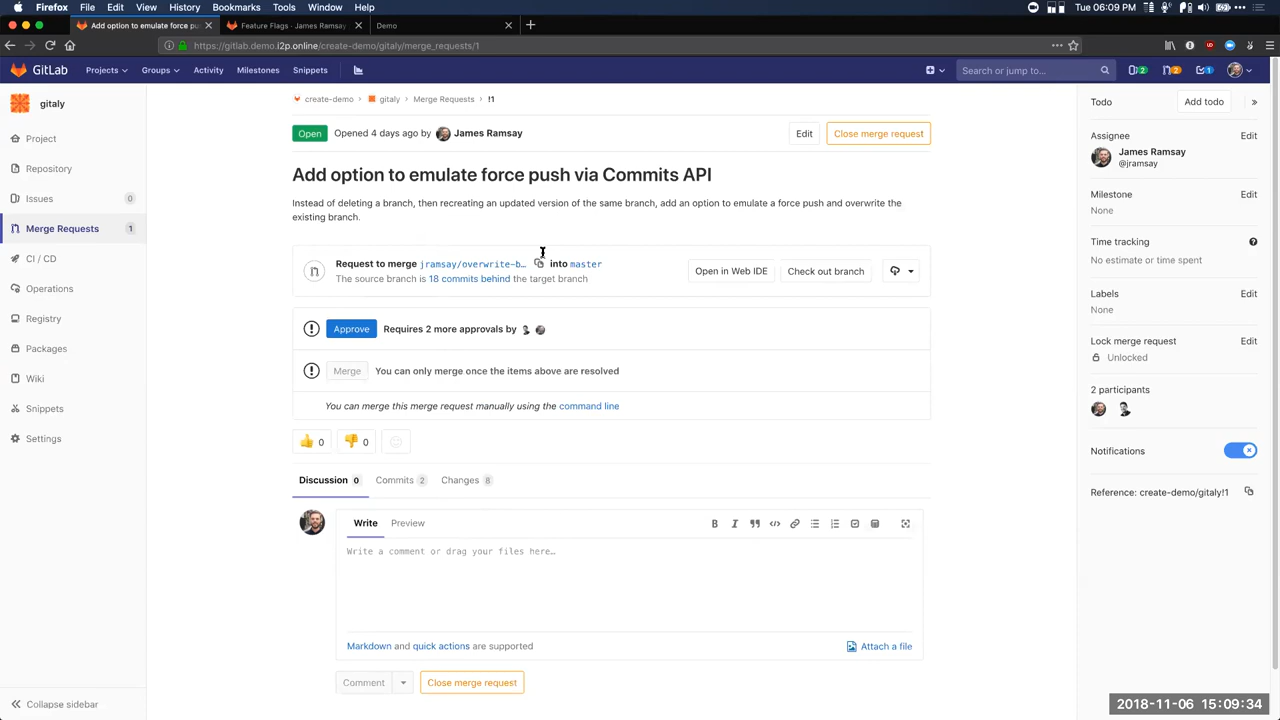 Firefox File Edit View History Bookmarks Tools Window Help
Tue 06:09 PM
Add option to emulate force pus
Feature Flags - James Ramsay
Demo
https://gitlab.demo.i2p.online/create-demo/gitaly/merge_requests/1
GitLab Projects Groups Activity Milestones Snippets
Search or jump to…
2 2 1
gitaly
Project
Repository
Issues 0
Merge Requests 1
CI / CD
Operations
Registry
Packages
Wiki
Snippets
Settings
Collapse sidebar
create-demo > gitaly > Merge Requests > !1
Open Opened 4 days ago by James Ramsay
Edit Close merge request
Add option to emulate force push via Commits API
Instead of deleting a branch, then recreating an updated version of the same branch, add an option to emulate a force push and overwrite the
existing branch.
Request to merge jramsay/overwrite-b… into master
The source branch is 18 commits behind the target branch
Open in Web IDE Check out branch
Approve Requires 2 more approvals by
Merge You can only merge once the items above are resolved
You can merge this merge request manually using the command line
👍 0 👎 0
Discussion 0 Commits 2 Changes 8
Write Preview
Write a comment or drag your files here…
Markdown and quick actions are supported
Attach a file
Comment Close merge request
Todo Add todo »
Assignee Edit
James Ramsay
@jramsay
Milestone Edit
None
Time tracking
No estimate or time spent
Labels Edit
None
Lock merge request Edit
Unlocked
2 participants
Notifications
Reference: create-demo/gitaly!1
2018-11-06 15:09:34